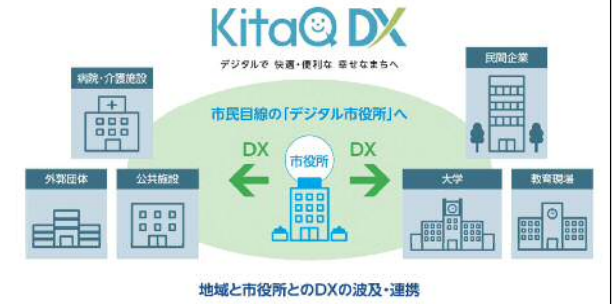 KitaQ DX
デジタルで 快適・便利な 幸せなまちへ
民間企業
病院・介護施設
市民目線の「デジタル市役所」へ
DX
市役所
DX
外郭団体
公共施設
大学
教育現場
地域と市役所とのDXの波及・連携